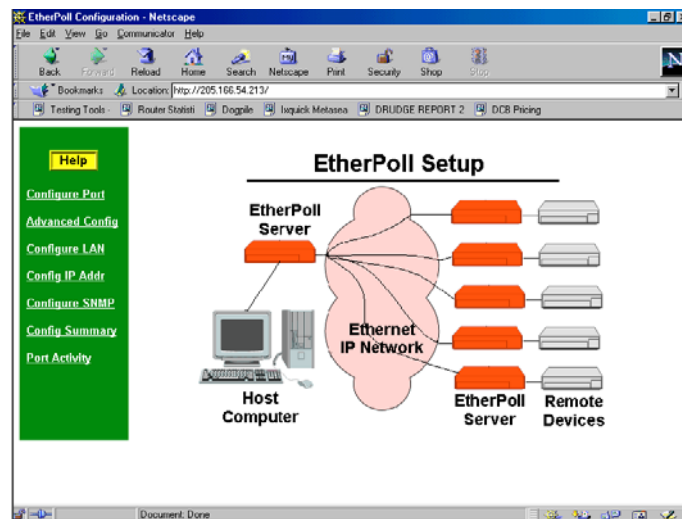 EtherPoll Configuration - Netscape
File Edit View Go Communicator Help
Back Forward Reload Home Search Netscape Print Security Shop Stop
Bookmarks Location: http://205.166.54.213/
Testing Tools - Router Statisti Dogpile Ixquick Metasea DRUDGE REPORT 2 DCB Pricing
Help
Configure Port
Advanced Config
Configure LAN
Config IP Addr
Configure SNMP
Config Summary
Port Activity
EtherPoll Setup
EtherPoll
Server
Ethernet
IP Network
Host
Computer
EtherPoll
Server
Remote
Devices
Document: Done